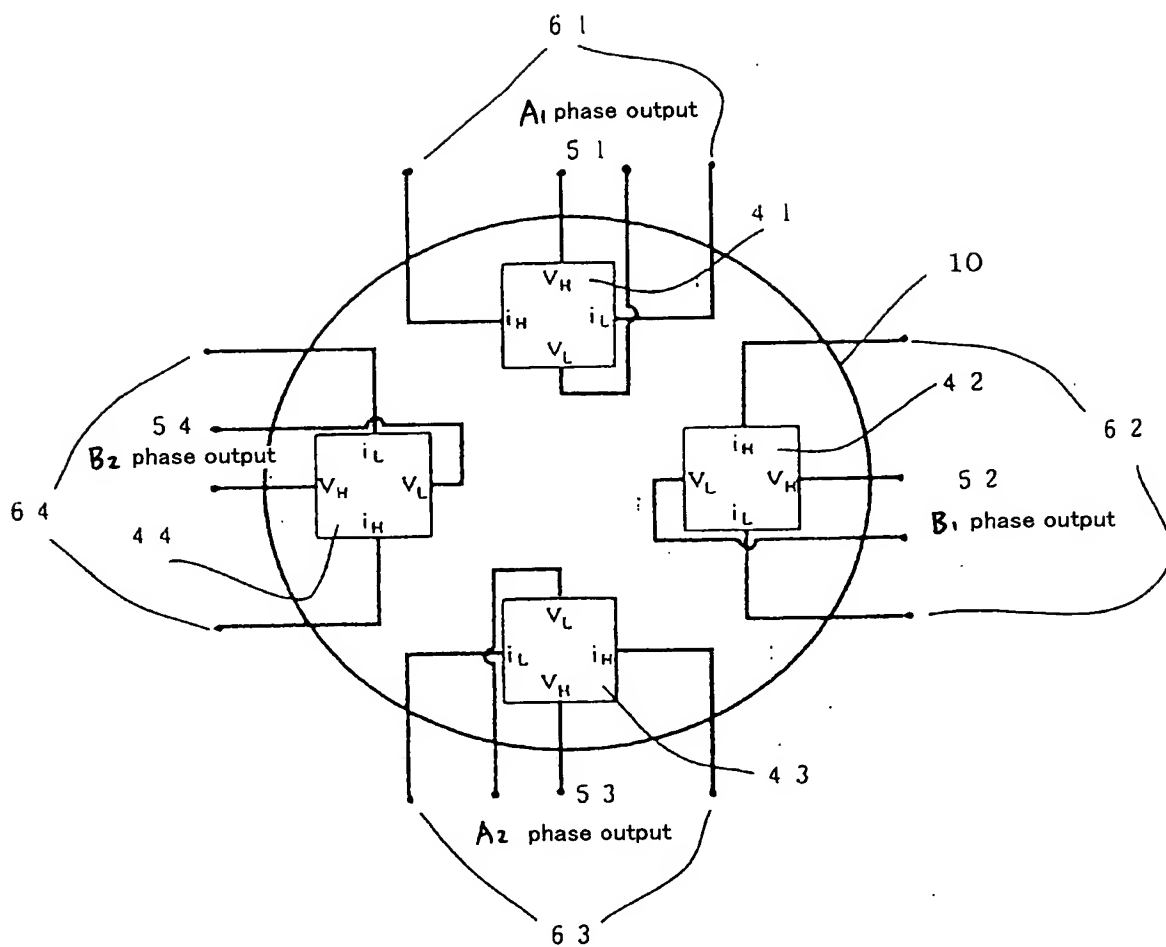 6 1
A1 phase output
5 1
4 1
10
VH
iH iL
VL
4 2
6 2
iH
VL VH
iL
5 2
B1 phase output
5 4
B2 phase output
iL
VH VL
iH
6 4
4 4
VL
iL iH
VH
4 3
5 3
A2 phase output
6 3